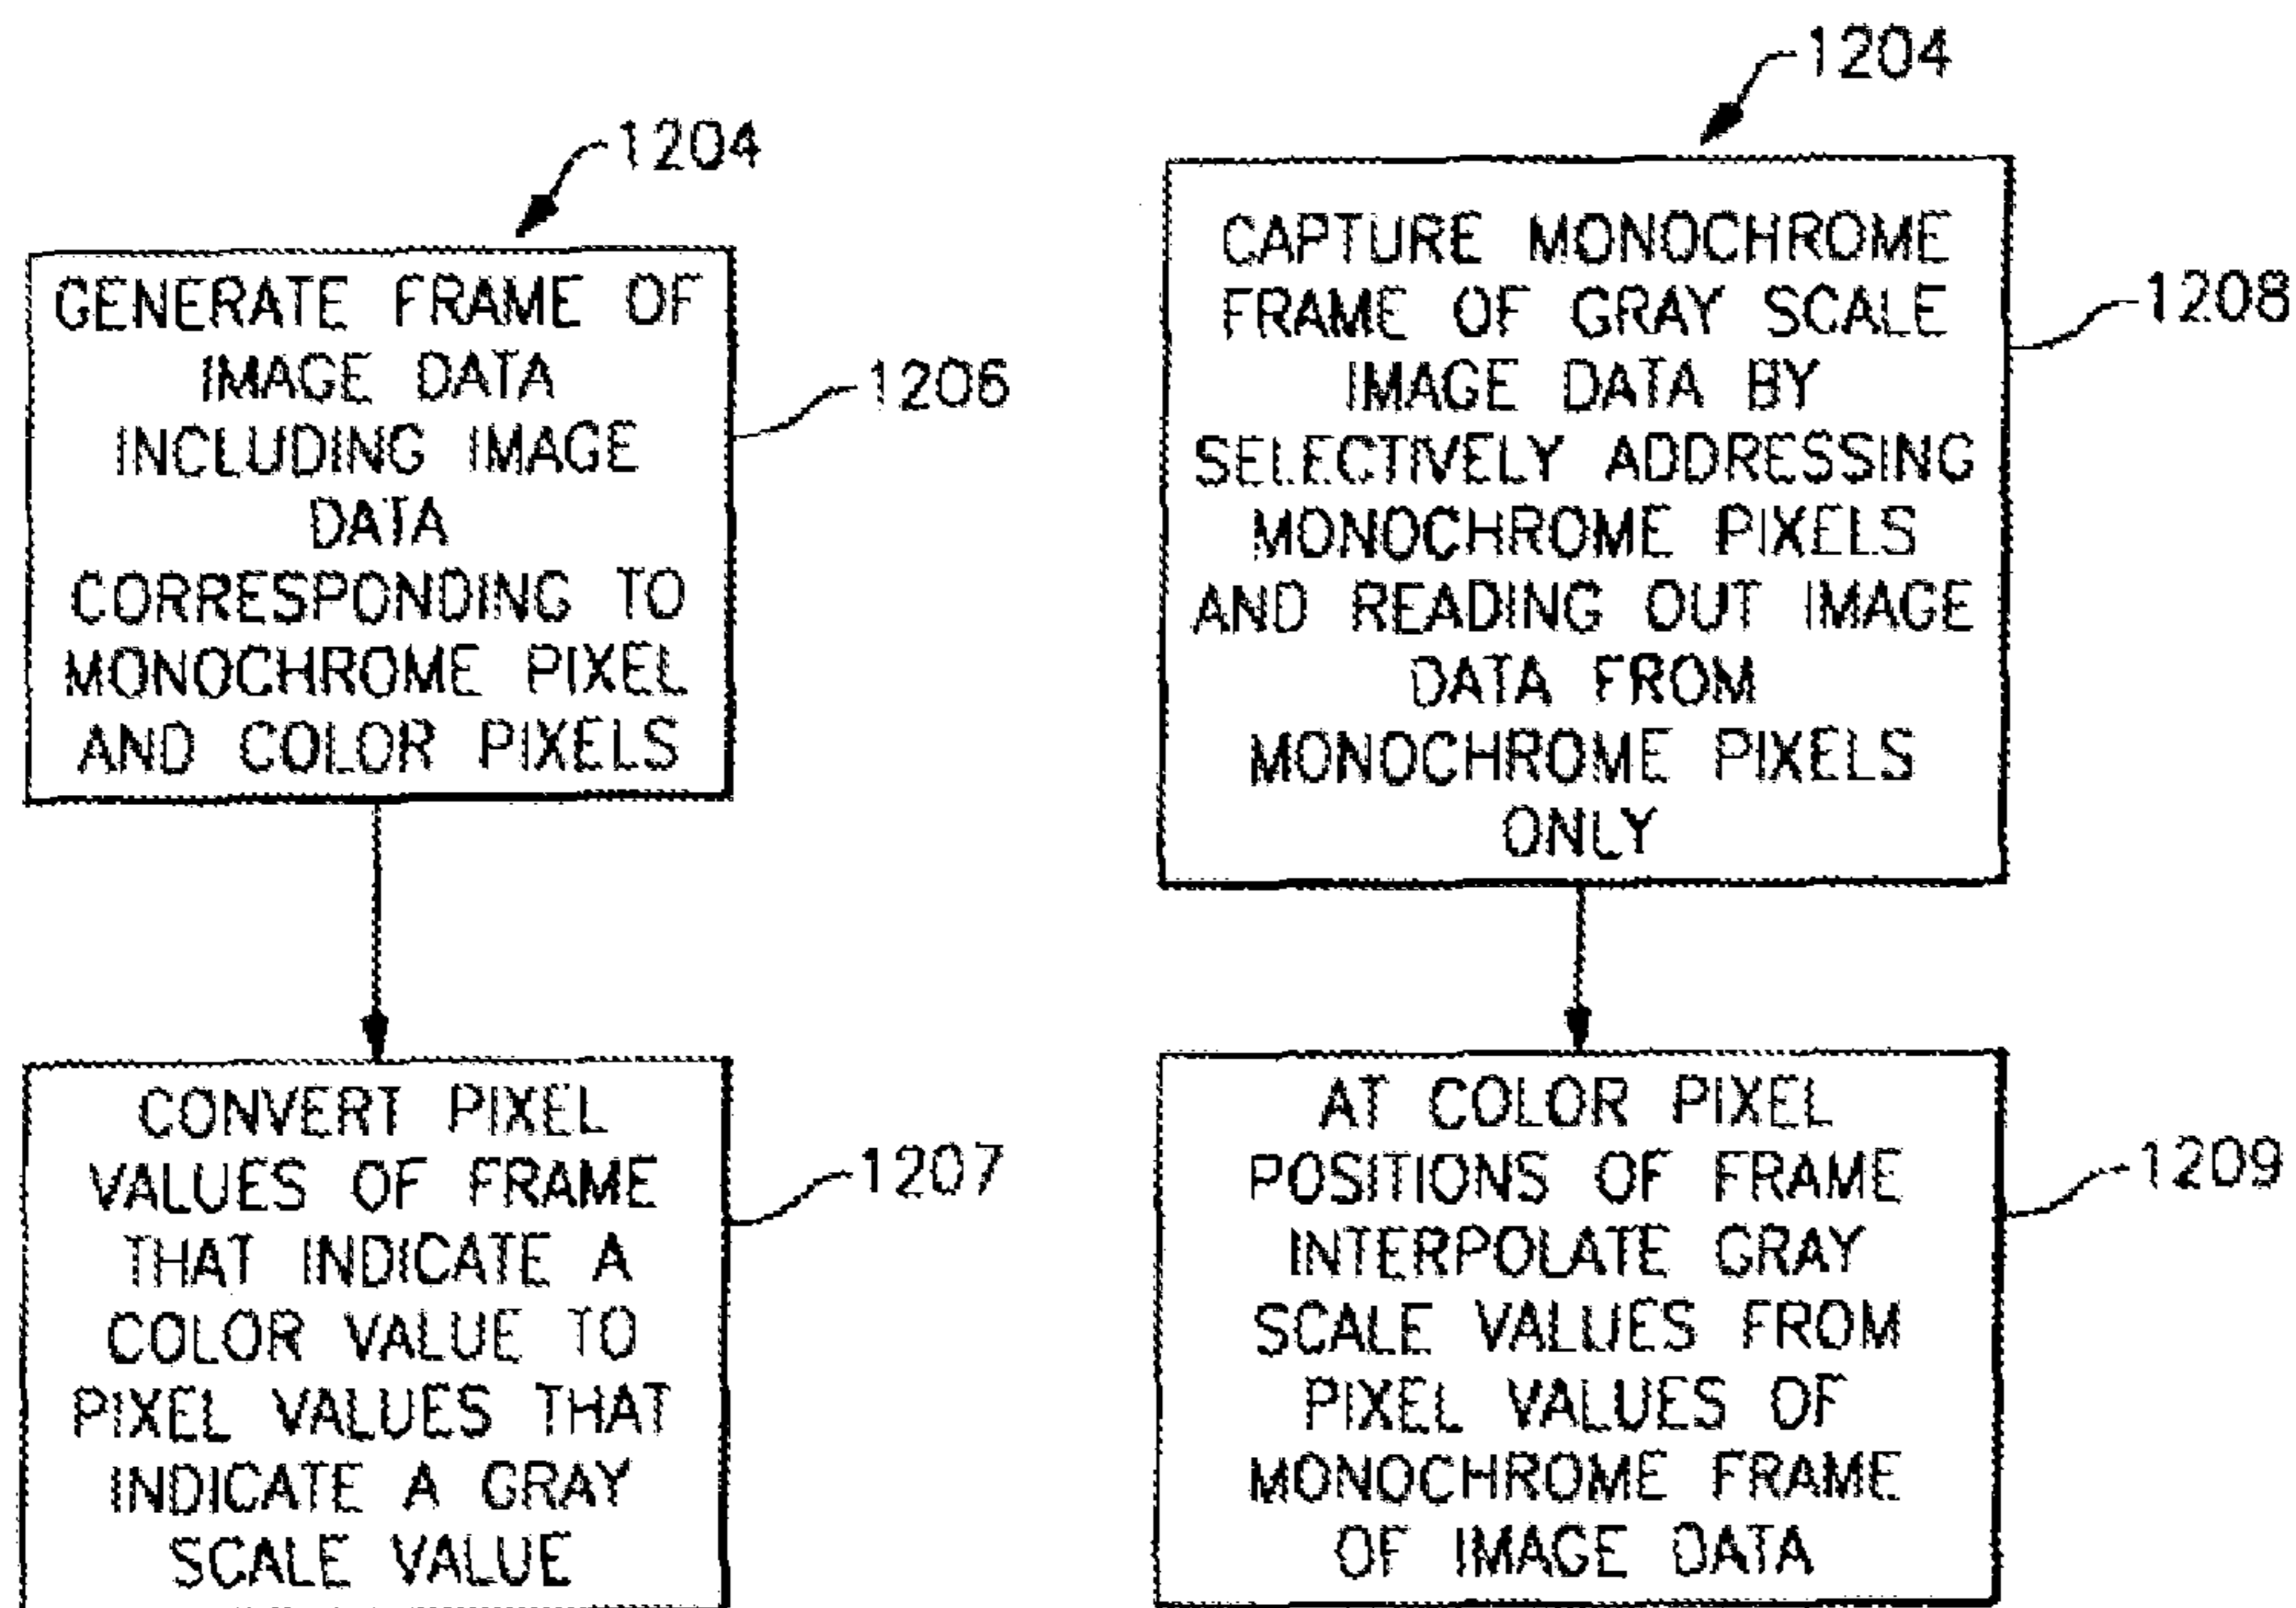 1204
GENERATE FRAME OF
IMAGE DATA
INCLUDING IMAGE
DATA
CORRESPONDING TO
MONOCHROME PIXEL
AND COLOR PIXELS
1206
CONVERT PIXEL
VALUES OF FRAME
THAT INDICATE A
COLOR VALUE TO
PIXEL VALUES THAT
INDICATE A GRAY
SCALE VALUE
1207
1204
CAPTURE MONOCHROME
FRAME OF GRAY SCALE
IMAGE DATA BY
SELECTIVELY ADDRESSING
MONOCHROME PIXELS
AND READING OUT IMAGE
DATA FROM
MONOCHROME PIXELS
ONLY
1208
AT COLOR PIXEL
POSITIONS OF FRAME
INTERPOLATE GRAY
SCALE VALUES FROM
PIXEL VALUES OF
MONOCHROME FRAME
OF IMAGE DATA
1209